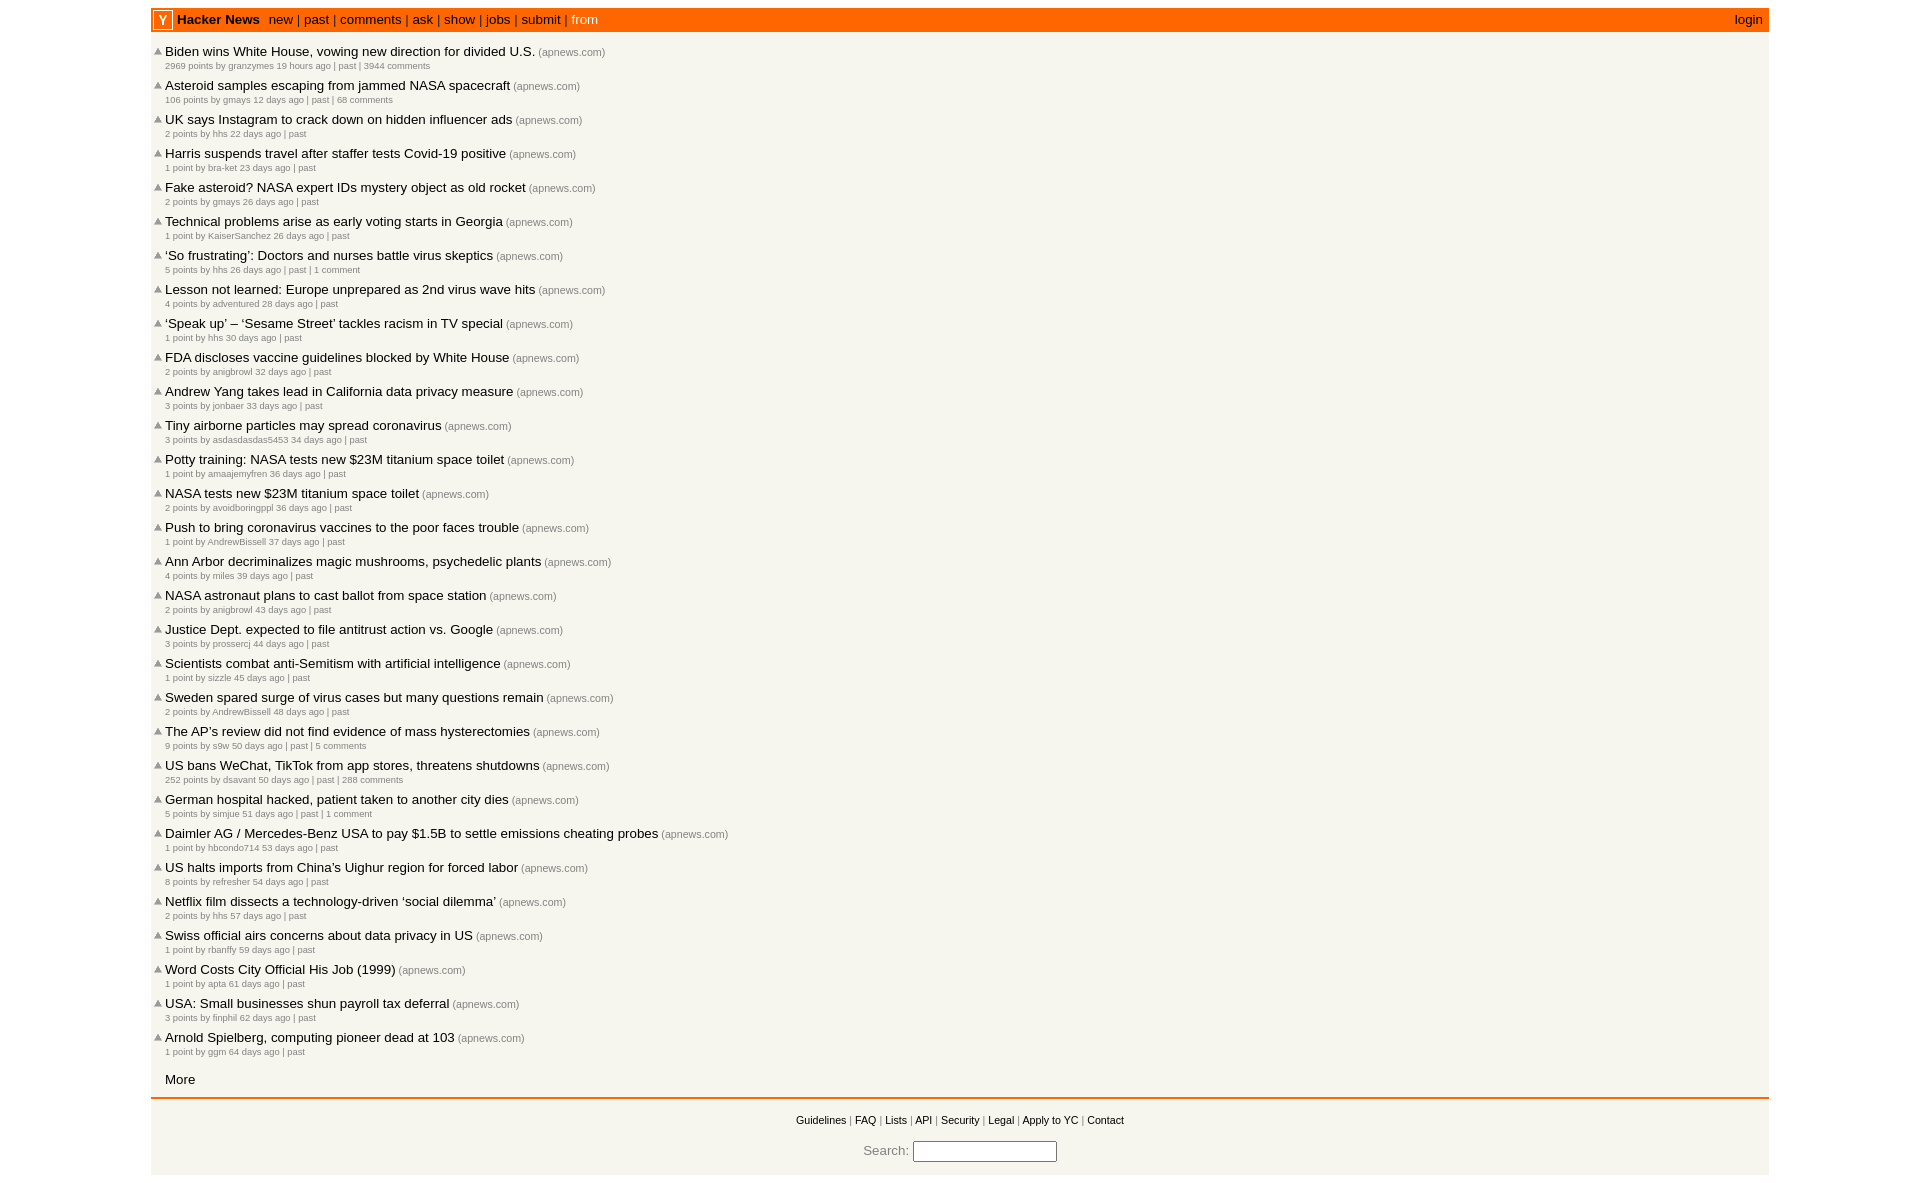 Y Hacker News new | past | comments | ask | show | jobs | submit | from login
Biden wins White House, vowing new direction for divided U.S. (apnews.com)
2969 points by granzymes 19 hours ago | past | 3944 comments
Asteroid samples escaping from jammed NASA spacecraft (apnews.com)
106 points by gmays 12 days ago | past | 68 comments
UK says Instagram to crack down on hidden influencer ads (apnews.com)
2 points by hhs 22 days ago | past
Harris suspends travel after staffer tests Covid-19 positive (apnews.com)
1 point by bra-ket 23 days ago | past
Fake asteroid? NASA expert IDs mystery object as old rocket (apnews.com)
2 points by gmays 26 days ago | past
Technical problems arise as early voting starts in Georgia (apnews.com)
1 point by KaiserSanchez 26 days ago | past
‘So frustrating’: Doctors and nurses battle virus skeptics (apnews.com)
5 points by hhs 26 days ago | past | 1 comment
Lesson not learned: Europe unprepared as 2nd virus wave hits (apnews.com)
4 points by adventured 28 days ago | past
‘Speak up’ – ‘Sesame Street’ tackles racism in TV special (apnews.com)
1 point by hhs 30 days ago | past
FDA discloses vaccine guidelines blocked by White House (apnews.com)
2 points by anigbrowl 32 days ago | past
Andrew Yang takes lead in California data privacy measure (apnews.com)
3 points by jonbaer 33 days ago | past
Tiny airborne particles may spread coronavirus (apnews.com)
3 points by asdasdasdas5453 34 days ago | past
Potty training: NASA tests new $23M titanium space toilet (apnews.com)
1 point by amaajemyfren 36 days ago | past
NASA tests new $23M titanium space toilet (apnews.com)
2 points by avoidboringppl 36 days ago | past
Push to bring coronavirus vaccines to the poor faces trouble (apnews.com)
1 point by AndrewBissell 37 days ago | past
Ann Arbor decriminalizes magic mushrooms, psychedelic plants (apnews.com)
4 points by miles 39 days ago | past
NASA astronaut plans to cast ballot from space station (apnews.com)
2 points by anigbrowl 43 days ago | past
Justice Dept. expected to file antitrust action vs. Google (apnews.com)
3 points by prossercj 44 days ago | past
Scientists combat anti-Semitism with artificial intelligence (apnews.com)
1 point by sizzle 45 days ago | past
Sweden spared surge of virus cases but many questions remain (apnews.com)
2 points by AndrewBissell 48 days ago | past
The AP’s review did not find evidence of mass hysterectomies (apnews.com)
9 points by s9w 50 days ago | past | 5 comments
US bans WeChat, TikTok from app stores, threatens shutdowns (apnews.com)
252 points by dsavant 50 days ago | past | 288 comments
German hospital hacked, patient taken to another city dies (apnews.com)
5 points by simjue 51 days ago | past | 1 comment
Daimler AG / Mercedes-Benz USA to pay $1.5B to settle emissions cheating probes (apnews.com)
1 point by hbcondo714 53 days ago | past
US halts imports from China’s Uighur region for forced labor (apnews.com)
8 points by refresher 54 days ago | past
Netflix film dissects a technology-driven ‘social dilemma’ (apnews.com)
2 points by hhs 57 days ago | past
Swiss official airs concerns about data privacy in US (apnews.com)
1 point by rbanffy 59 days ago | past
Word Costs City Official His Job (1999) (apnews.com)
1 point by apta 61 days ago | past
USA: Small businesses shun payroll tax deferral (apnews.com)
3 points by finphil 62 days ago | past
Arnold Spielberg, computing pioneer dead at 103 (apnews.com)
1 point by ggm 64 days ago | past
More
Guidelines | FAQ | Lists | API | Security | Legal | Apply to YC | Contact
Search: